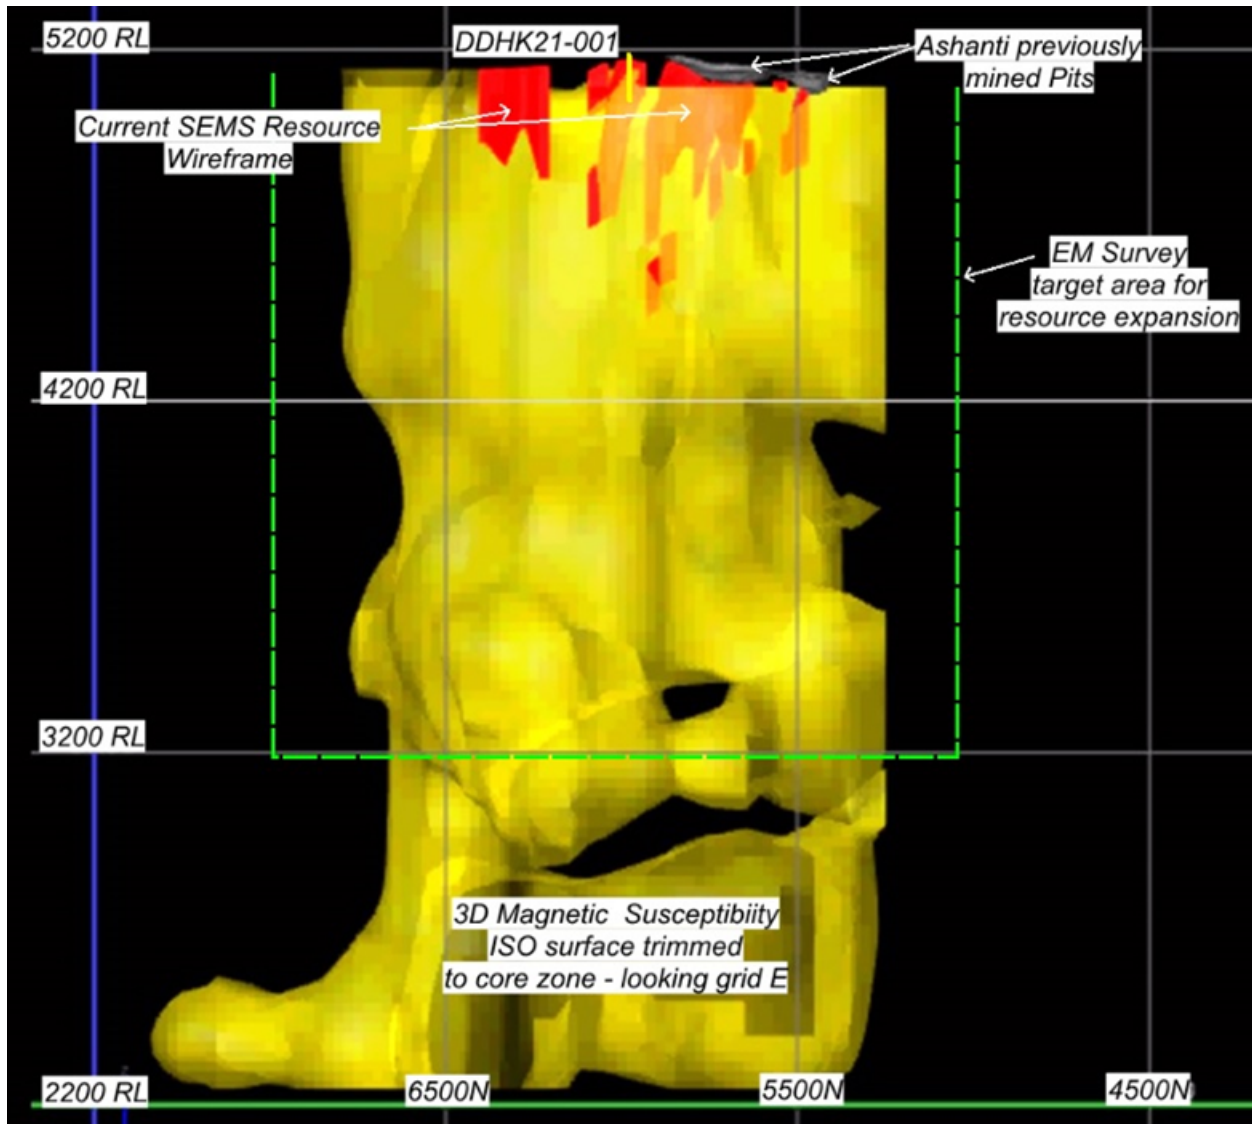 5200 RL
DDHK21-001
Ashanti previously
mined Pits
Current SEMS Resource
Wireframe
EM Survey
target area for
resource expansion
4200 RL
3200 RL
3D Magnetic Susceptibiity
ISO surface trimmed
to core zone - looking grid E
2200 RL
6500N
5500N
4500N